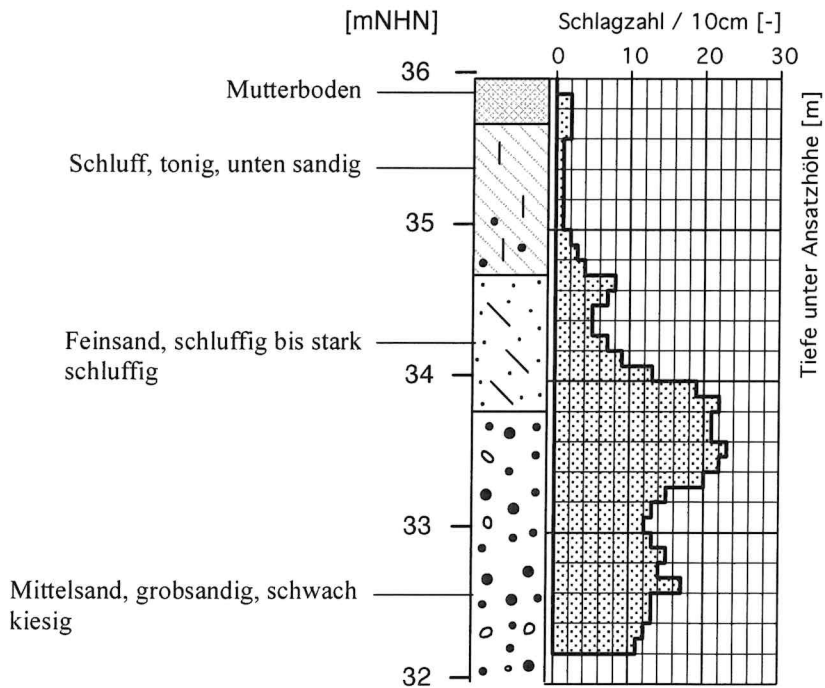 [mNHN]
Schlagzahl / 10cm [-]
0 10 20 30
36
Mutterboden
Schluff, tonig, unten sandig
35
Feinsand, schluffig bis stark
schluffig
34
33
Mittelsand, grobsandig, schwach
kiesig
32
Tiefe unter Ansatzhöhe [m]